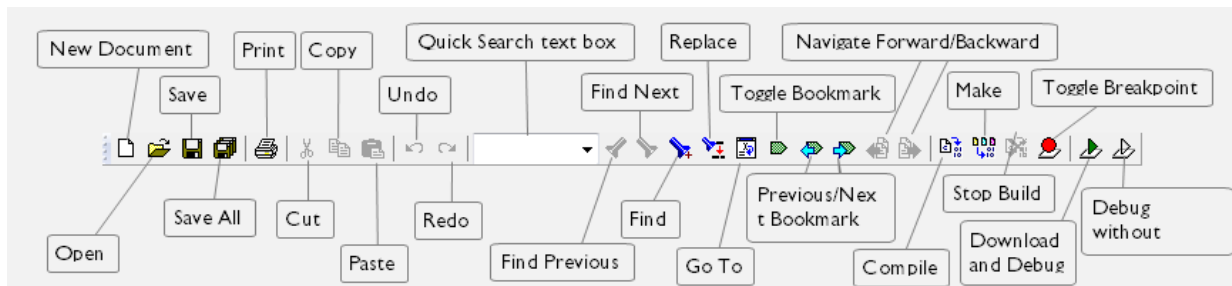 New Document
Print
Copy
Quick Search text box
Replace
Navigate Forward/Backward
Save
Undo
Find Next
Toggle Bookmark
Make
Toggle Breakpoint
Save All
Cut
Redo
Find
Previous/Nex
t Bookmark
Stop Build
Debug
without
Open
Paste
Find Previous
Go To
Compile
Download
and Debug